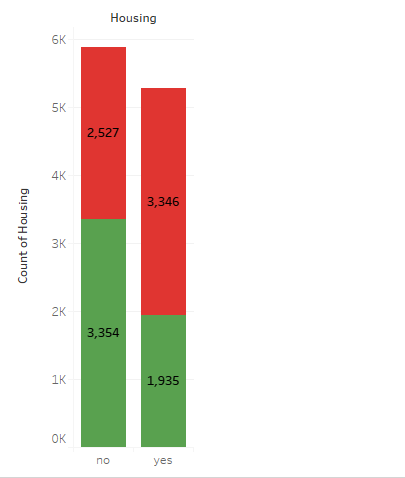 Housing
6K
5K
4K
3K
2K
1K
0K
Count of Housing
2,527
3,346
3,354
1,935
no yes